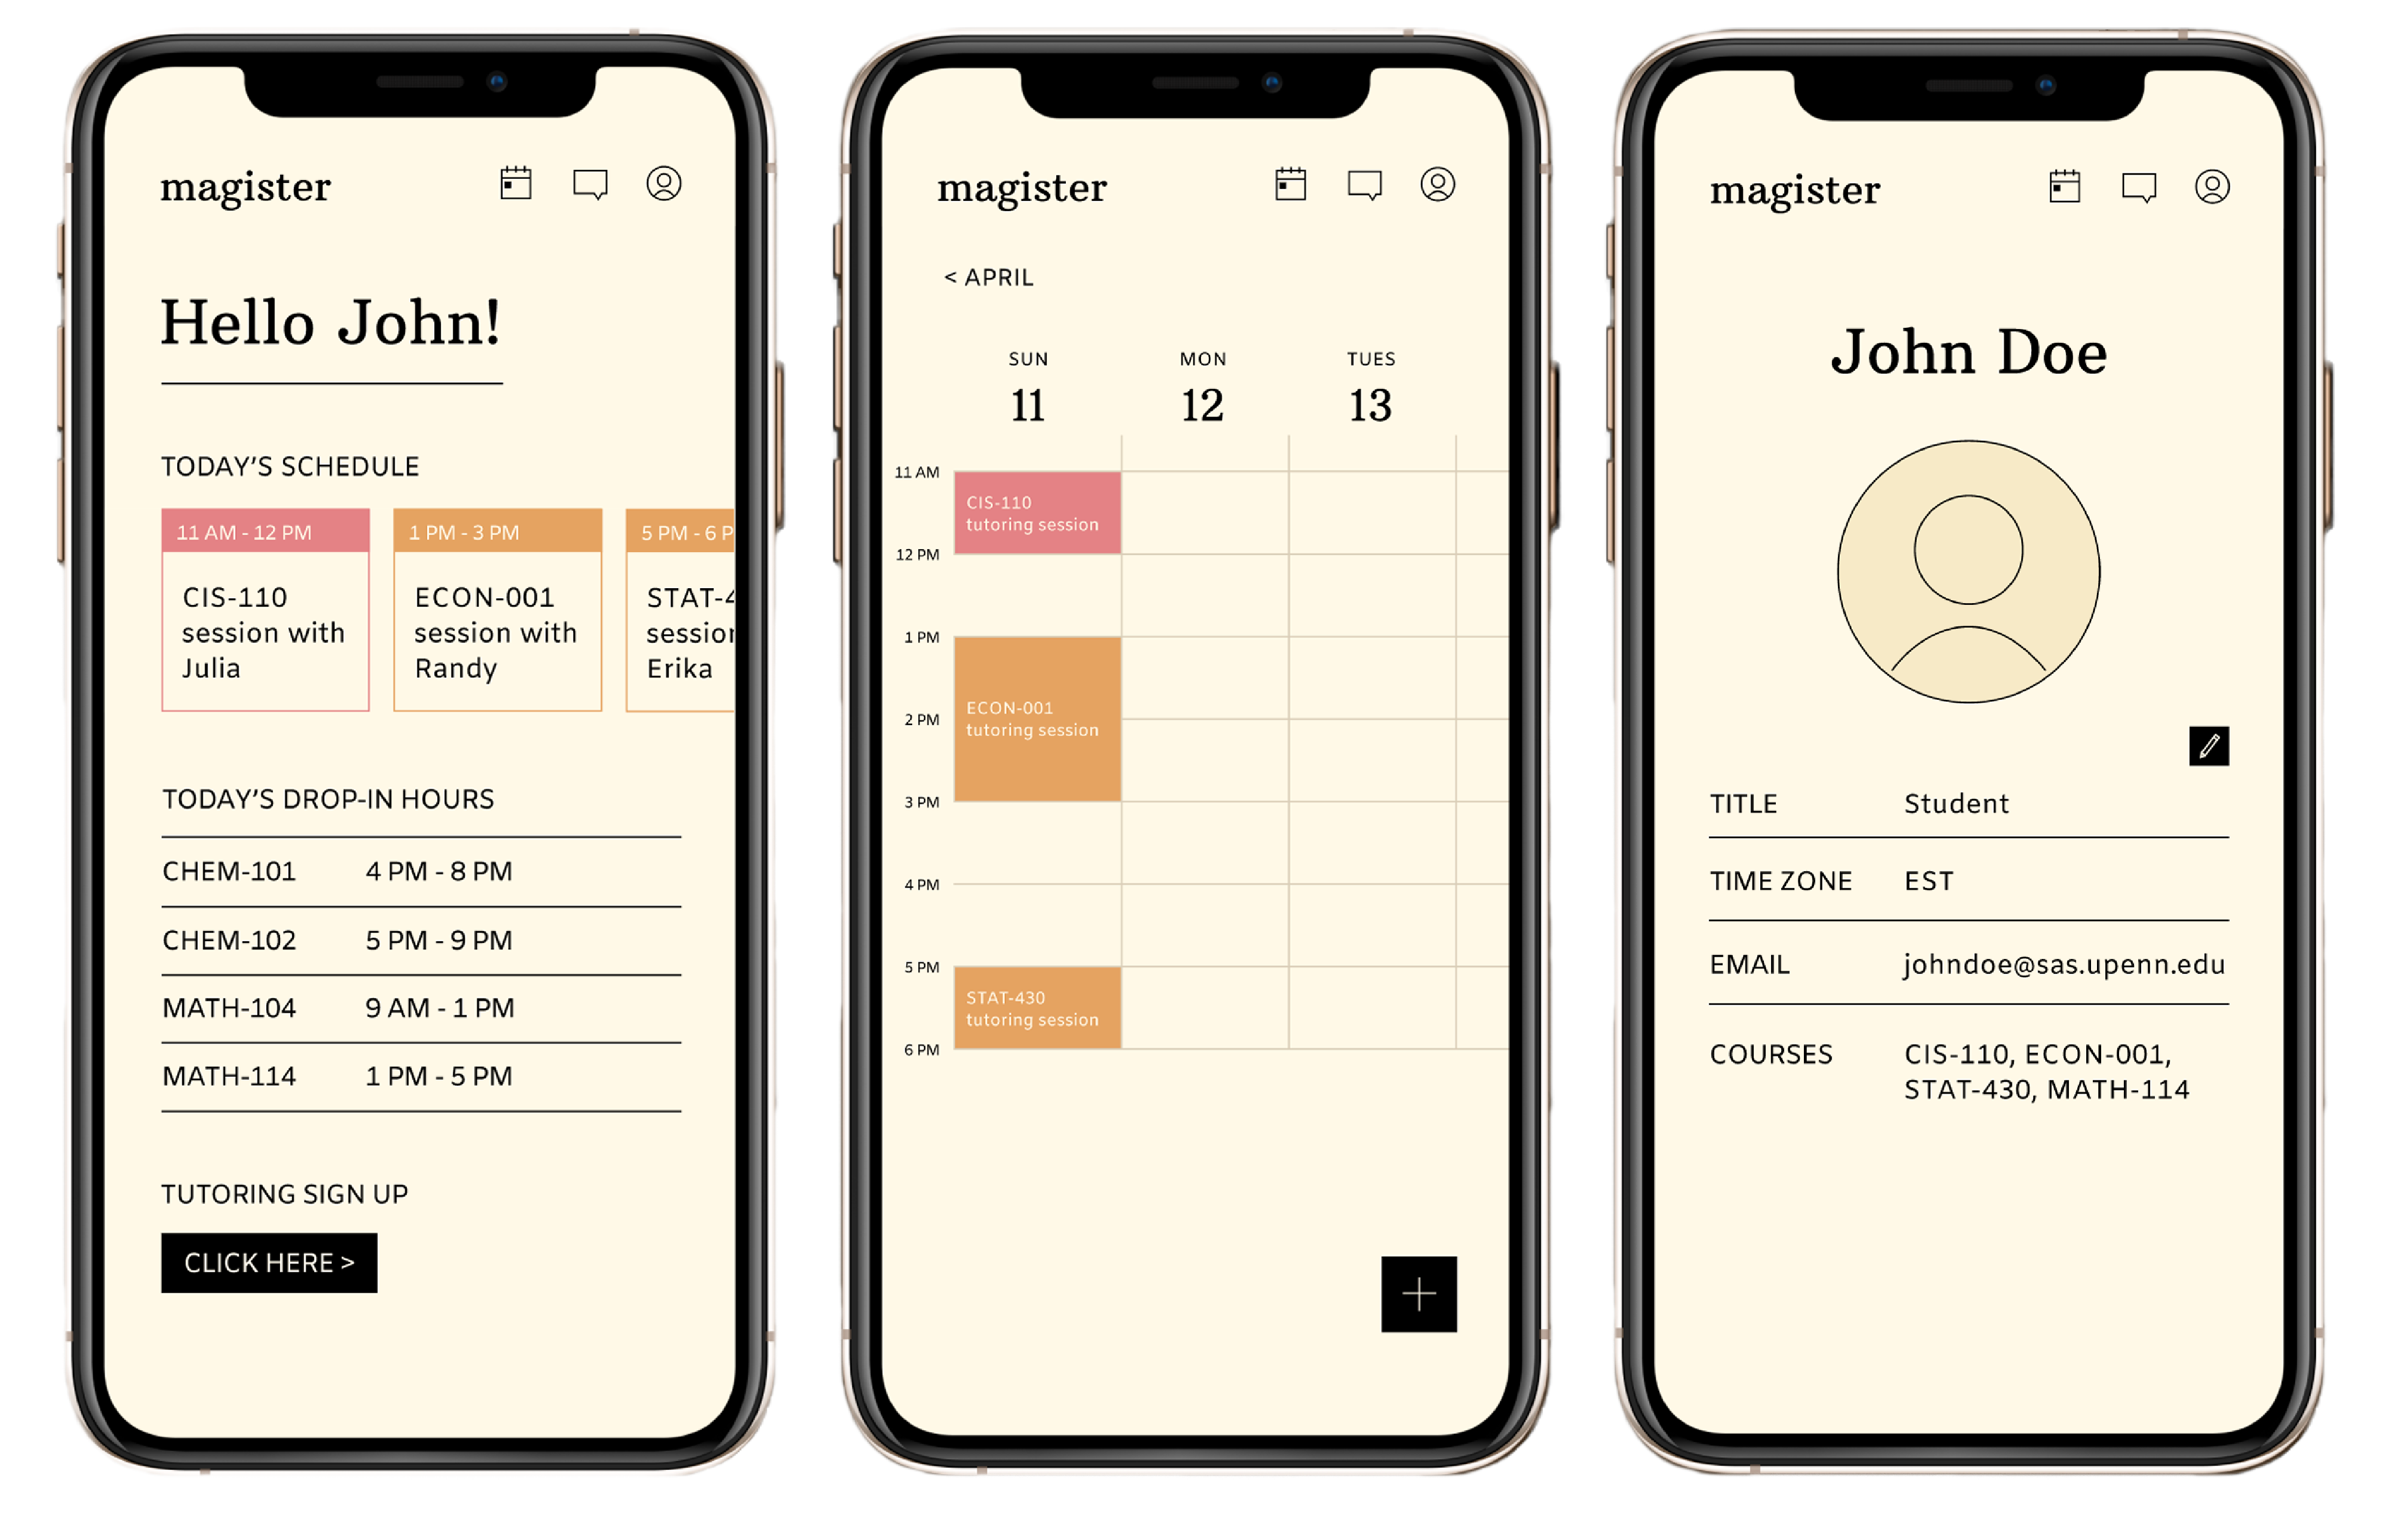 magister
Hello John!
TODAY'S SCHEDULE
11 AM - 12 PM
CIS-110
session with
Julia
1 PM - 3 PM
ECON-001
session with
Randy
5 PM - 6 P
STAT-4
session
Erika
TODAY'S DROP-IN HOURS
CHEM-101 4 PM - 8 PM
CHEM-102 5 PM - 9 PM
MATH-104 9 AM - 1 PM
MATH-114 1 PM - 5 PM
TUTORING SIGN UP
CLICK HERE >
magister
< APRIL
SUN MON TUES
11 12 13
11 AM
CIS-110
tutoring session
12 PM
1 PM
ECON-001
2 PM
tutoring session
3 PM
4 PM
5 PM
STAT-430
tutoring session
6 PM
magister
John Doe
TITLE Student
TIME ZONE EST
EMAIL johndoe@sas.upenn.edu
COURSES CIS-110, ECON-001,
STAT-430, MATH-114